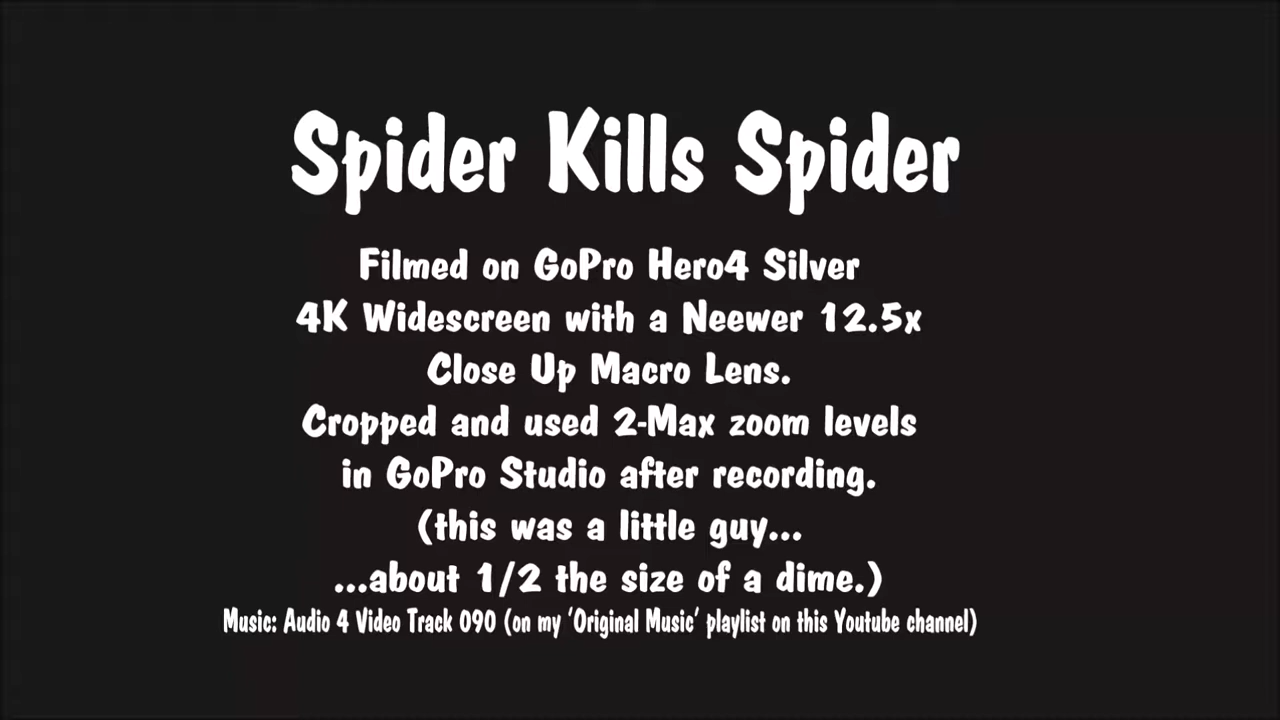 Spider Kills Spider
Filmed on GoPro Hero4 Silver
4K Widescreen with a Neewer 12.5x
Close Up Macro Lens.
Cropped and used 2-Max zoom levels
in GoPro Studio after recording.
(this was a little guy...
...about 1/2 the size of a dime.)
Music: Audio 4 Video Track 090 (on my 'Original Music' playlist on this Youtube channel)